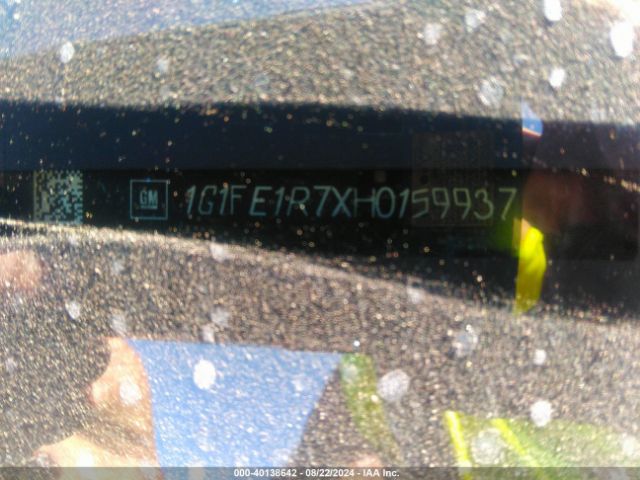 GM 1G1FE1R7XH0159937
000-40138642 - 08/22/2024 - IAA Inc.